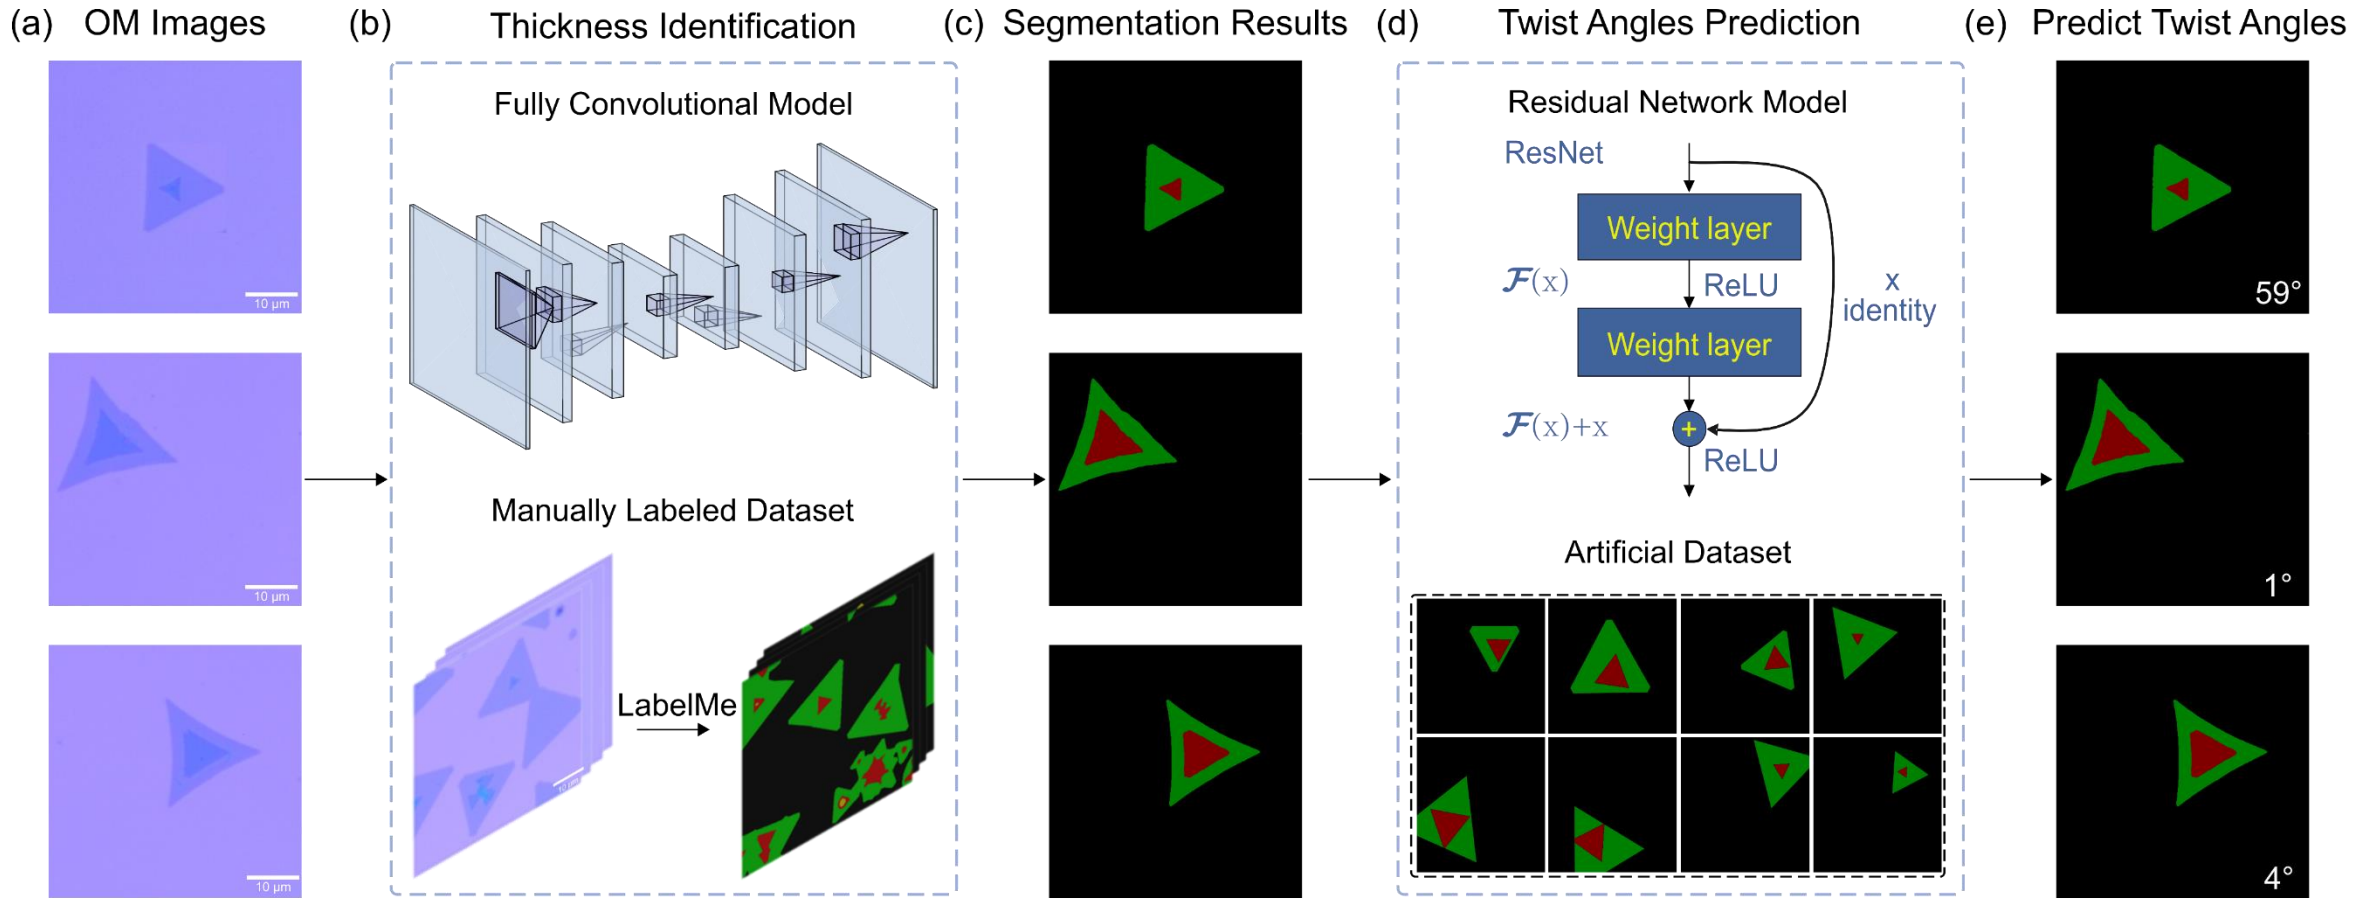 (a) OM Images
10 μm
10 μm
10 μm
(b) Thickness Identification
Fully Convolutional Model
Manually Labeled Dataset
LabelMe
10 μm
(c) Segmentation Results
(d) Twist Angles Prediction
Residual Network Model
ResNet
Weight layer
𝓕(x) ReLU
x
identity
Weight layer
𝓕(x)+x +
ReLU
Artificial Dataset
(e) Predict Twist Angles
59°
1°
4°